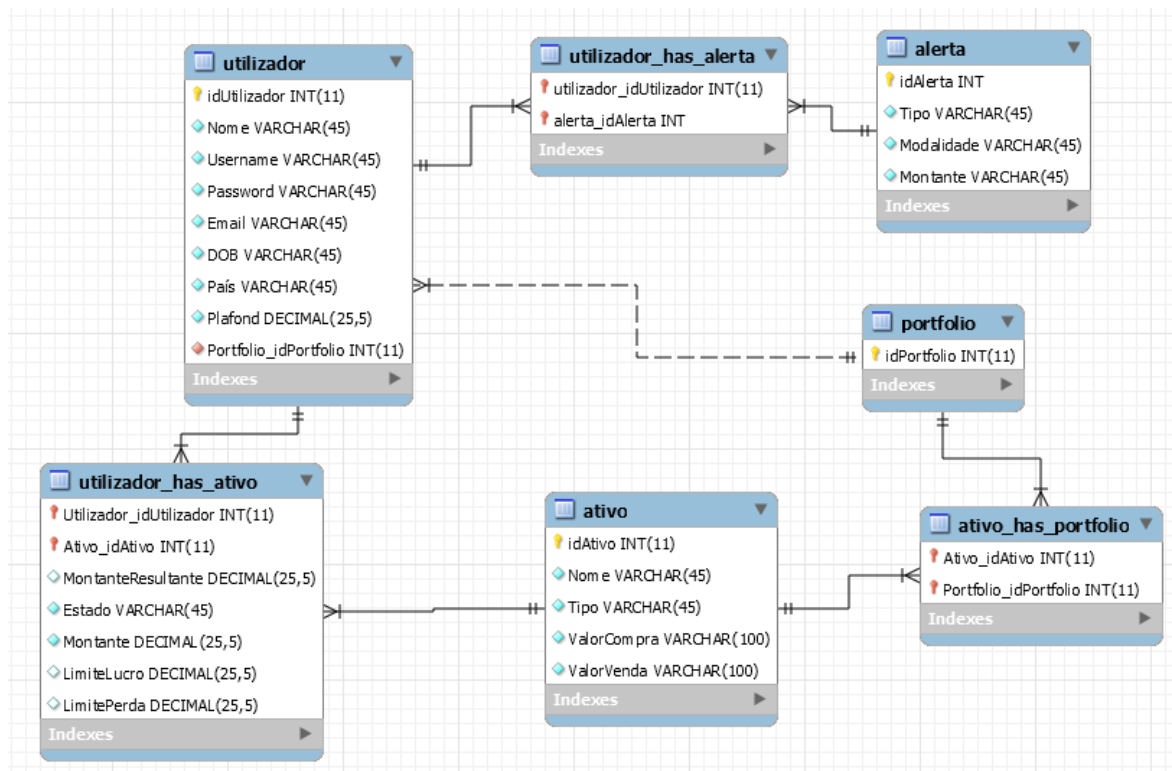 utilizador
idUtilizador INT(11)
Nome VARCHAR(45)
Username VARCHAR(45)
Password VARCHAR(45)
Email VARCHAR(45)
DOB VARCHAR(45)
País VARCHAR(45)
Plafond DECIMAL(25,5)
Portfolio_idPortfolio INT(11)
Indexes
utilizador_has_alerta
utilizador_idUtilizador INT(11)
alerta_idAlerta INT
Indexes
alerta
idAlerta INT
Tipo VARCHAR(45)
Modalidade VARCHAR(45)
Montante VARCHAR(45)
Indexes
portfolio
idPortfolio INT(11)
Indexes
utilizador_has_ativo
Utilizador_idUtilizador INT(11)
Ativo_idAtivo INT(11)
MontanteResultante DECIMAL(25,5)
Estado VARCHAR(45)
Montante DECIMAL(25,5)
LimiteLucro DECIMAL(25,5)
LimitePerda DECIMAL(25,5)
Indexes
ativo
idAtivo INT(11)
Nome VARCHAR(45)
Tipo VARCHAR(45)
ValorCompra VARCHAR(100)
ValorVenda VARCHAR(100)
Indexes
ativo_has_portfolio
Ativo_idAtivo INT(11)
Portfolio_idPortfolio INT(11)
Indexes